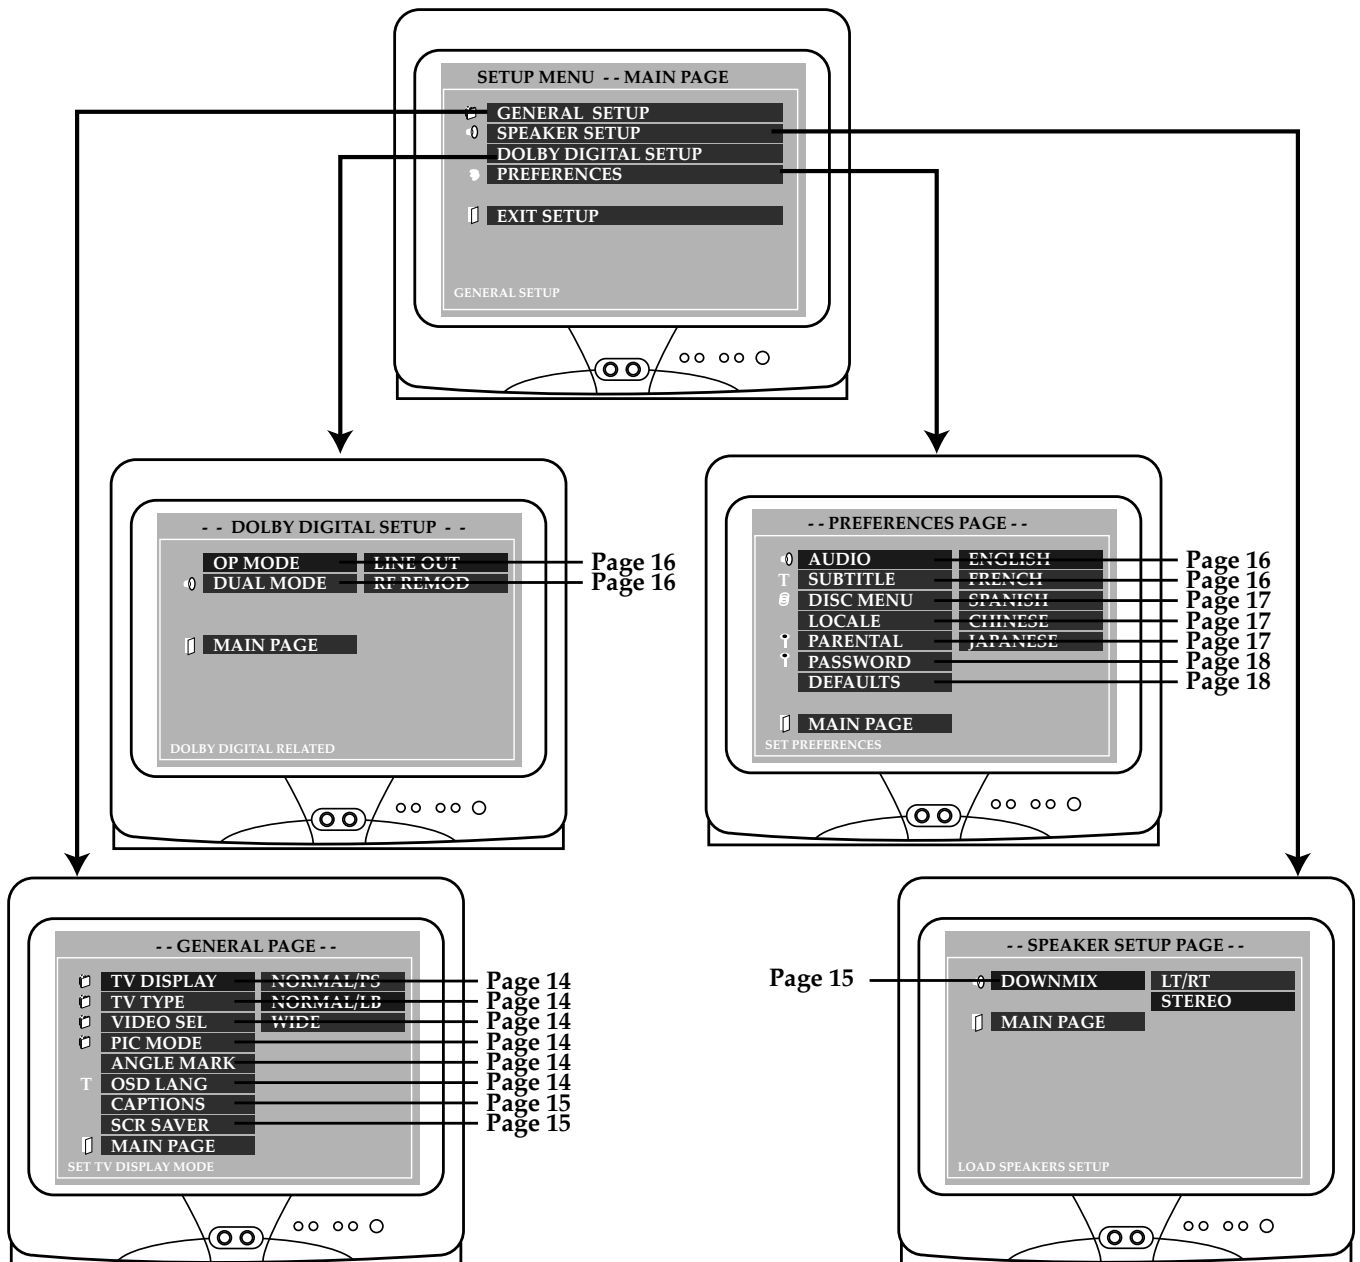 SETUP MENU - - MAIN PAGE
GENERAL SETUP
SPEAKER SETUP
DOLBY DIGITAL SETUP
PREFERENCES
EXIT SETUP
GENERAL SETUP
- - DOLBY DIGITAL SETUP - -
OP MODE LINE OUT Page 16
DUAL MODE RF REMOD Page 16
MAIN PAGE
DOLBY DIGITAL RELATED
- - PREFERENCES PAGE - -
AUDIO ENGLISH Page 16
T SUBTITLE FRENCH Page 16
DISC MENU SPANISH Page 17
LOCALE CHINESE Page 17
PARENTAL JAPANESE Page 17
PASSWORD Page 18
DEFAULTS Page 18
MAIN PAGE
SET PREFERENCES
- - GENERAL PAGE - -
TV DISPLAY NORMAL/PS Page 14
TV TYPE NORMAL/LB Page 14
VIDEO SEL WIDE Page 14
PIC MODE Page 14
ANGLE MARK Page 14
T OSD LANG Page 14
CAPTIONS Page 15
SCR SAVER Page 15
MAIN PAGE
SET TV DISPLAY MODE
- - SPEAKER SETUP PAGE - -
Page 15 DOWNMIX LT/RT
STEREO
MAIN PAGE
LOAD SPEAKERS SETUP